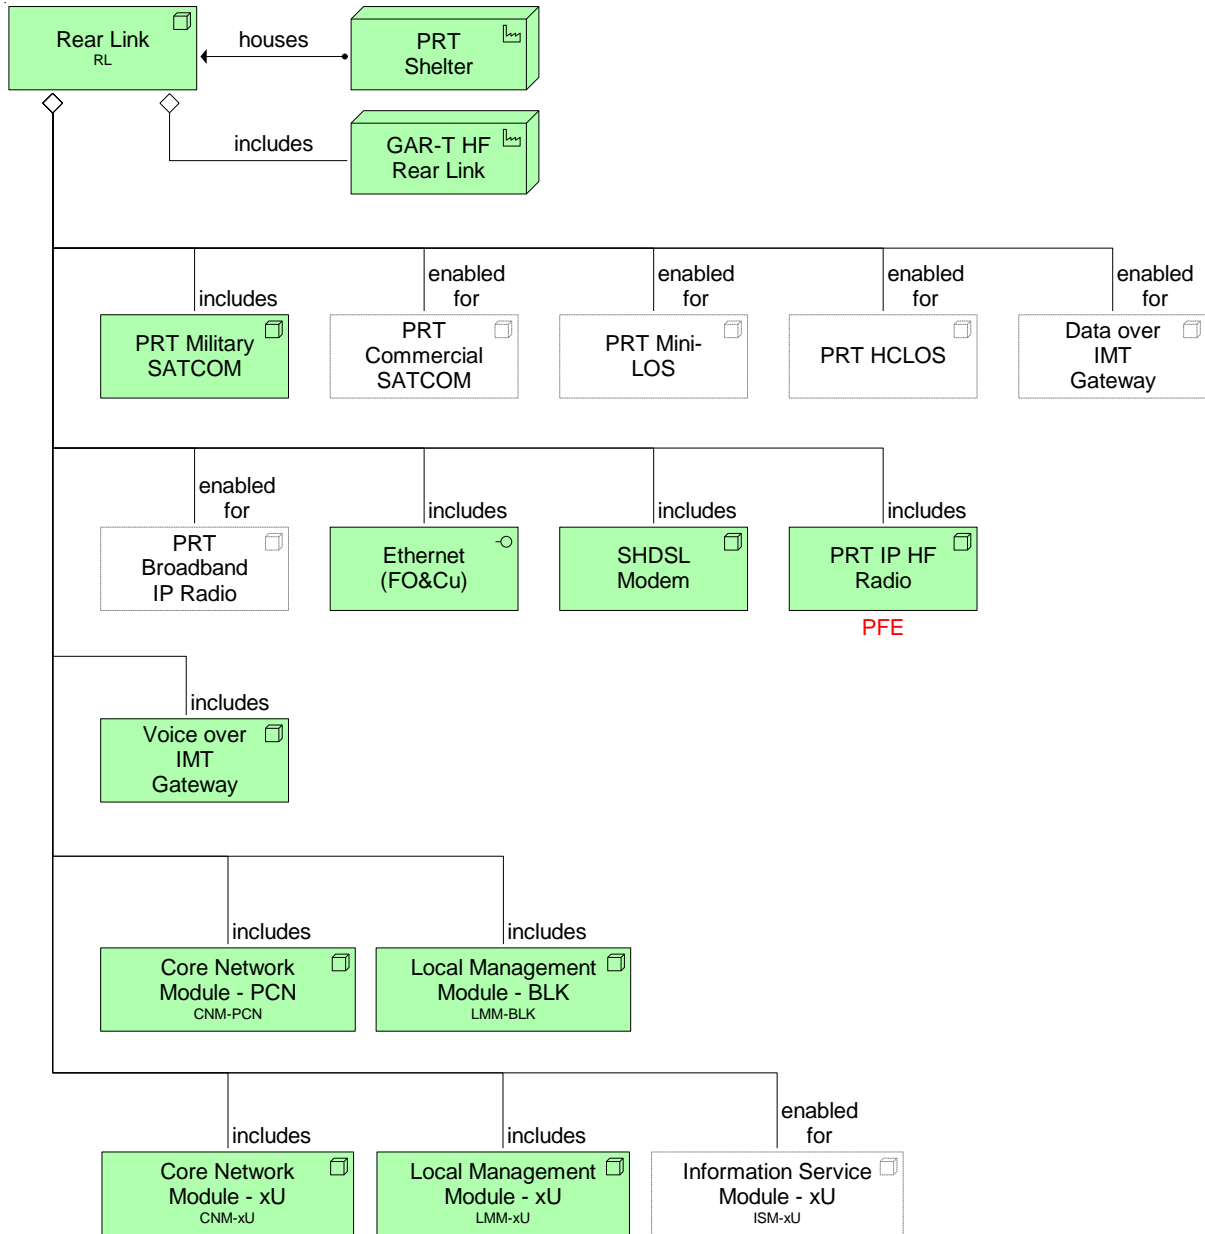 Rear Link
RL
houses
PRT
Shelter
includes
GAR-T HF
Rear Link
includes
enabled
for
enabled
for
enabled
for
enabled
for
PRT Military
SATCOM
PRT
Commercial
SATCOM
PRT Mini-
LOS
PRT HCLOS
Data over
IMT
Gateway
enabled
for
includes
includes
includes
PRT
Broadband
IP Radio
Ethernet
(FO&Cu)
SHDSL
Modem
PRT IP HF
Radio
PFE
includes
Voice over
IMT
Gateway
includes
includes
Core Network
Module - PCN
CNM-PCN
Local Management
Module - BLK
LMM-BLK
includes
includes
enabled
for
Core Network
Module - xU
CNM-xU
Local Management
Module - xU
LMM-xU
Information Service
Module - xU
ISM-xU